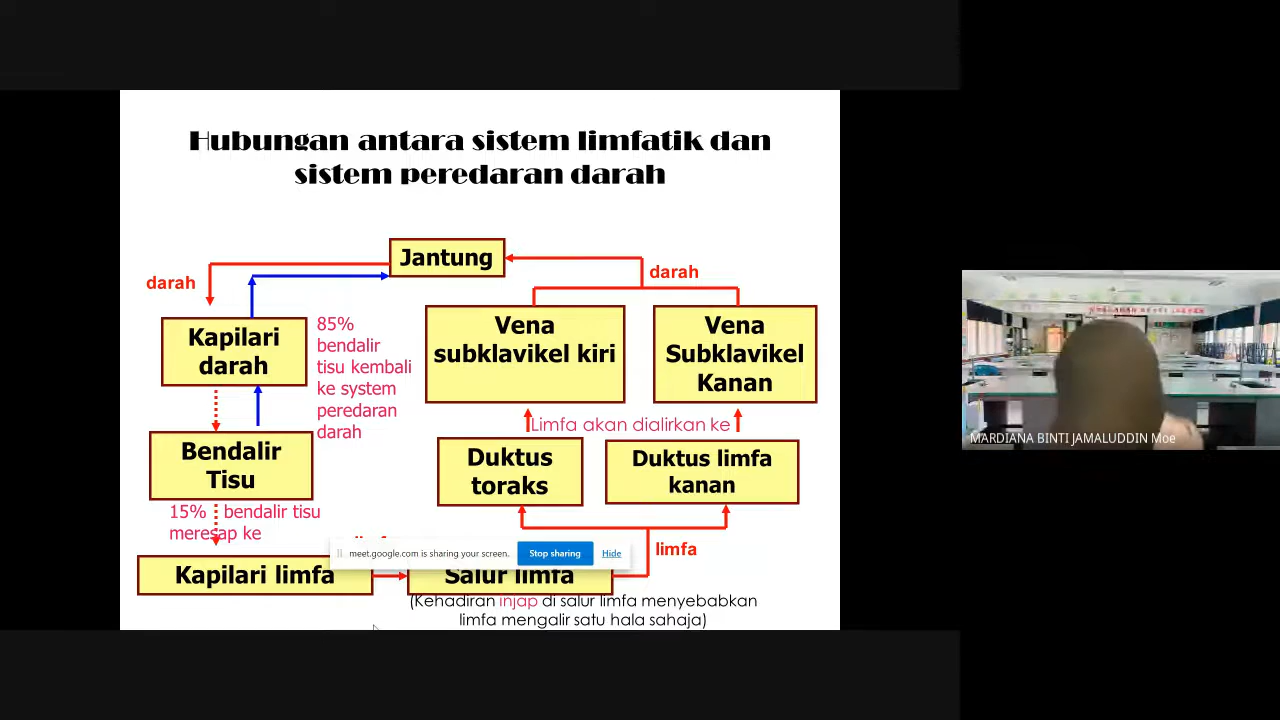 Hubungan antara sistem limfatik dan
sistem peredaran darah
Jantung
darah
darah
Kapilari
darah
85%
bendalir
tisu kembali
ke system
peredaran
darah
Vena
subklavikel kiri
Vena
Subklavikel
Kanan
Limfa akan dialirkan ke
Bendalir
Tisu
Duktus
toraks
Duktus limfa
kanan
15% bendalir tisu
meresap ke
limfa
meet.google.com is sharing your screen.
Stop sharing
Hide
Kapilari limfa
Salur limfa
(Kehadiran injap di salur limfa menyebabkan
limfa mengalir satu hala sahaja)
MARDIANA BINTI JAMALUDDIN Moe